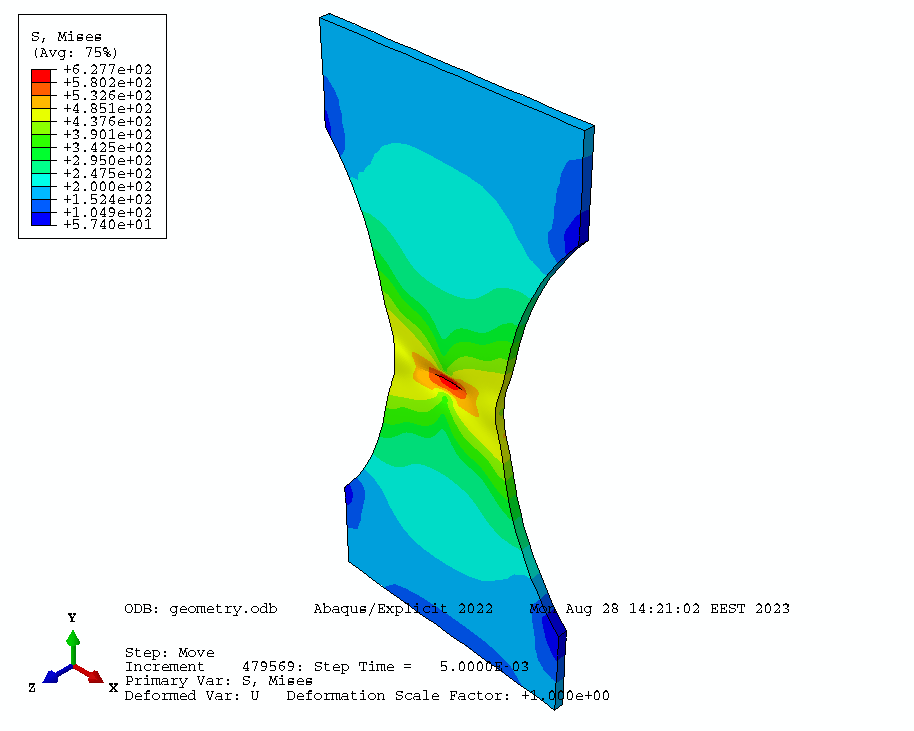 S, Mises
(Avg: 75%)
+6.277e+02
+5.802e+02
+5.326e+02
+4.851e+02
+4.376e+02
+3.901e+02
+3.425e+02
+2.950e+02
+2.475e+02
+2.000e+02
+1.524e+02
+1.049e+02
+5.740e+01
ODB: geometry.odb Abaqus/Explicit 2022 Mon Aug 28 14:21:02 EEST 2023
Y
Z
X
Step: Move
Increment 479569: Step Time = 5.0000E-03
Primary Var: S, Mises
Deformed Var: U Deformation Scale Factor: +1.000e+00